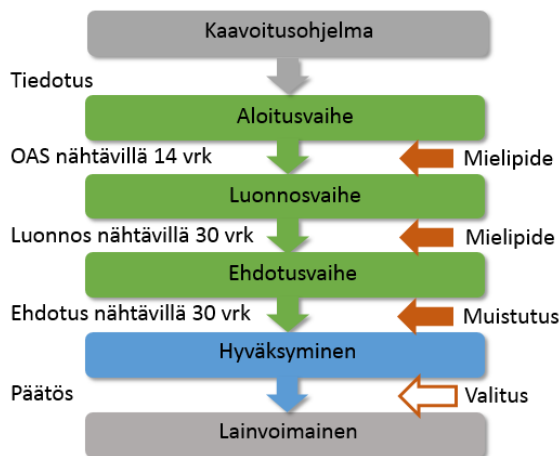 Kaavoitusohjelma
Tiedotus
Aloitusvaihe
OAS nähtävillä 14 vrk
Mielipide
Luonnosvaihe
Luonnos nähtävillä 30 vrk
Mielipide
Ehdotusvaihe
Ehdotus nähtävillä 30 vrk
Muistutus
Hyväksyminen
Päätös
Valitus
Lainvoimainen